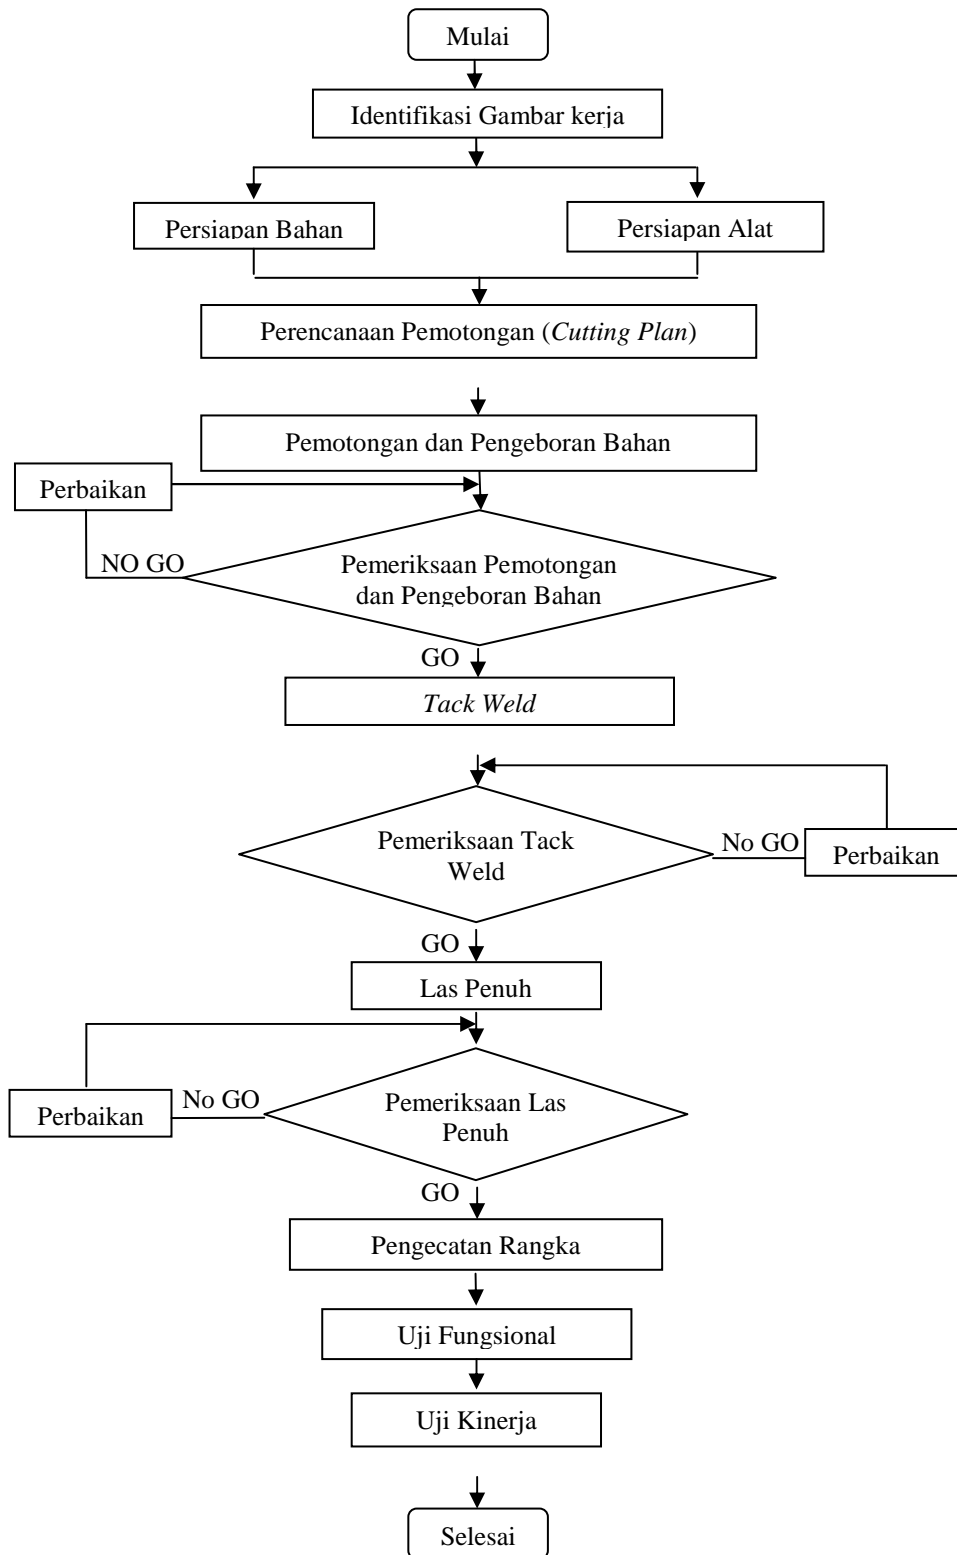 Mulai
Identifikasi Gambar kerja
Persiapan Bahan
Persiapan Alat
Perencanaan Pemotongan (Cutting Plan)
Pemotongan dan Pengeboran Bahan
Perbaikan
NO GO
Pemeriksaan Pemotongan
dan Pengeboran Bahan
GO
Tack Weld
Pemeriksaan Tack
Weld
No GO
Perbaikan
GO
Las Penuh
Perbaikan
No GO
Pemeriksaan Las
Penuh
GO
Pengecatan Rangka
Uji Fungsional
Uji Kinerja
Selesai